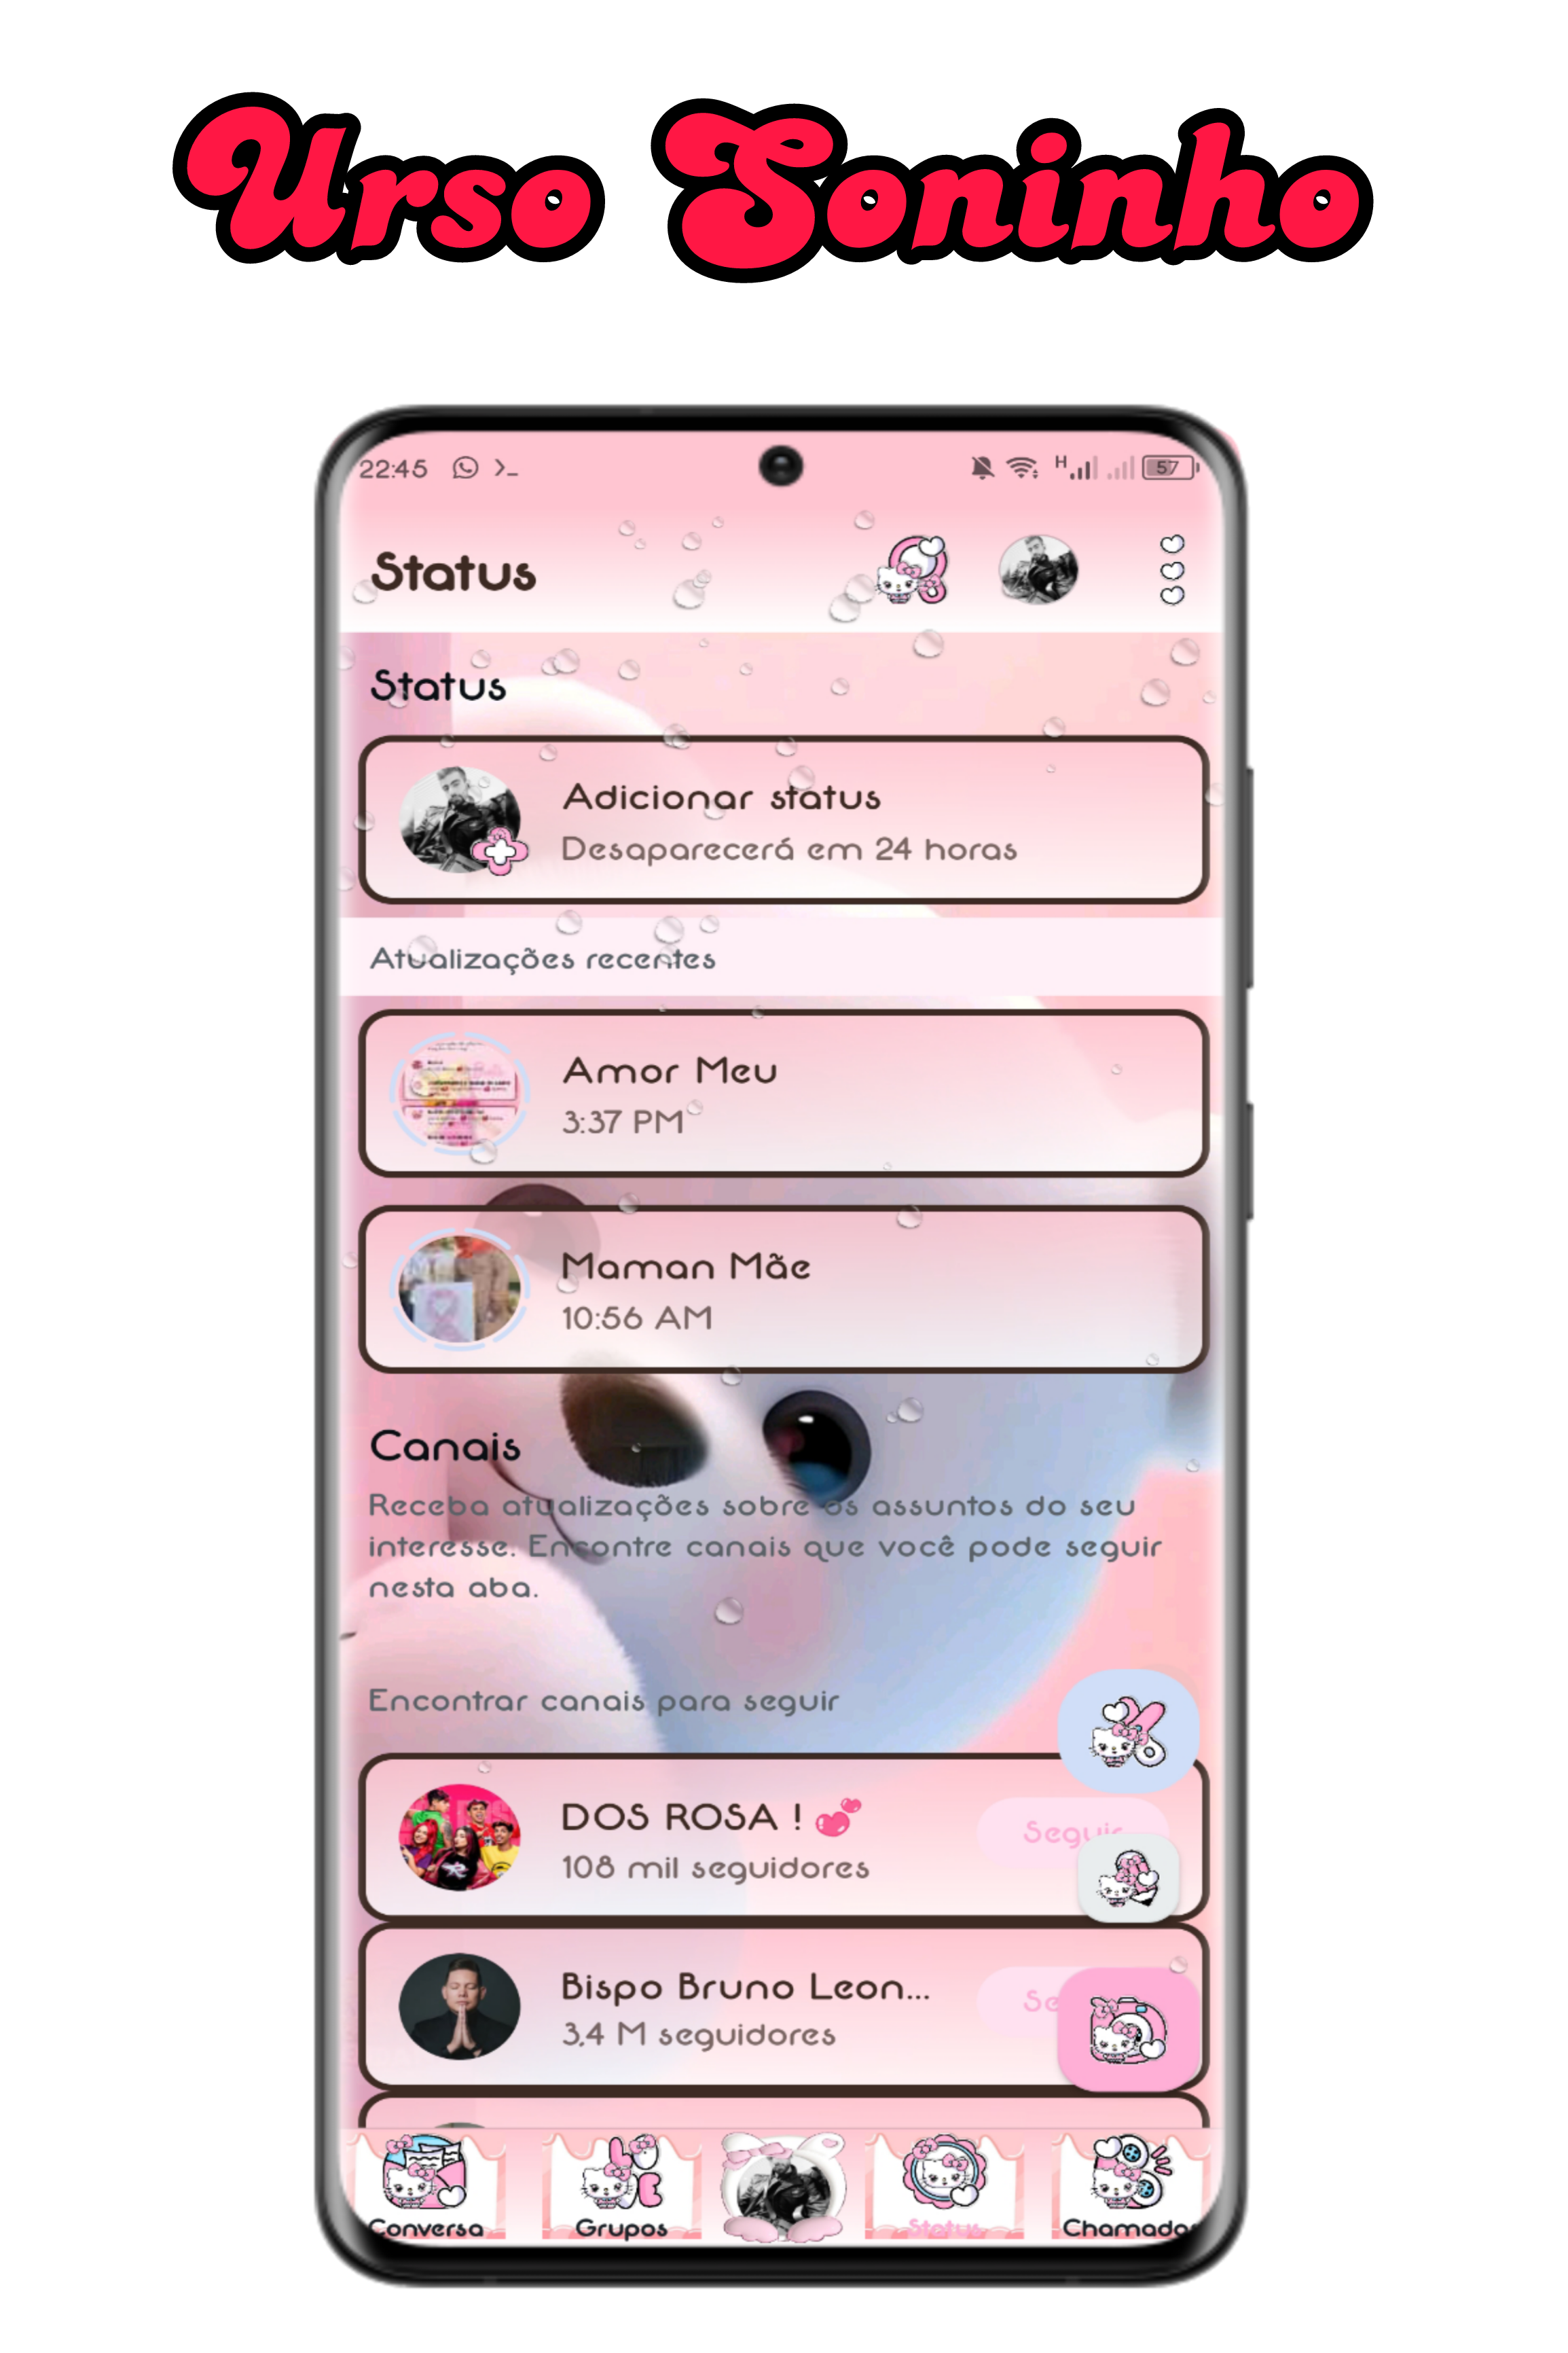 Urso Soninho
22:45
57
H
Status
Status
Adicionar status
Desaparecerá em 24 horas
Atualizações recentes
Amor Meu
3:37 PM
Maman Mãe
10:56 AM
Canais
Receba atualizações sobre os assuntos do seu
interesse. Encontre canais que você pode seguir
nesta aba.
Encontrar canais para seguir
DOS ROSA ! 💕
108 mil seguidores
Seguir
Bispo Bruno Leon...
3,4 M seguidores
Se
LOVE
Conversa
Grupos
Status
Chamada